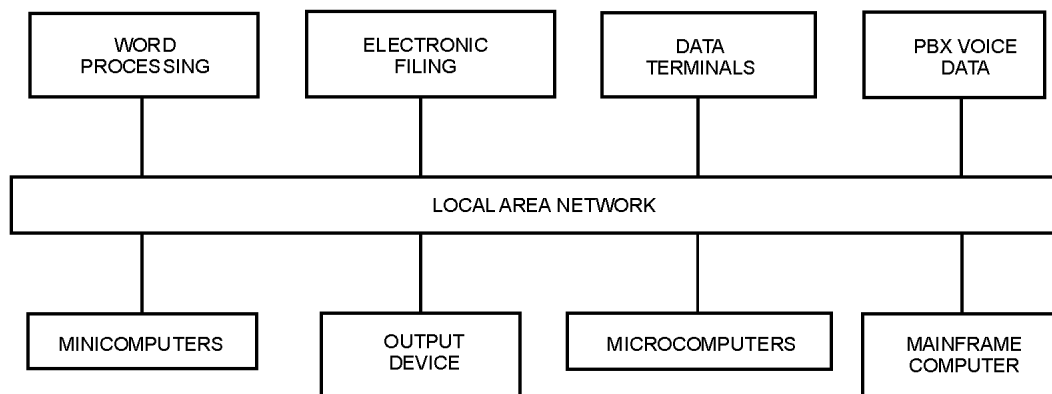 WORD
PROCESSING
ELECTRONIC
FILING
DATA
TERMINALS
PBX VOICE
DATA
LOCAL AREA NETWORK
MINICOMPUTERS
OUTPUT
DEVICE
MICROCOMPUTERS
MAINFRAME
COMPUTER